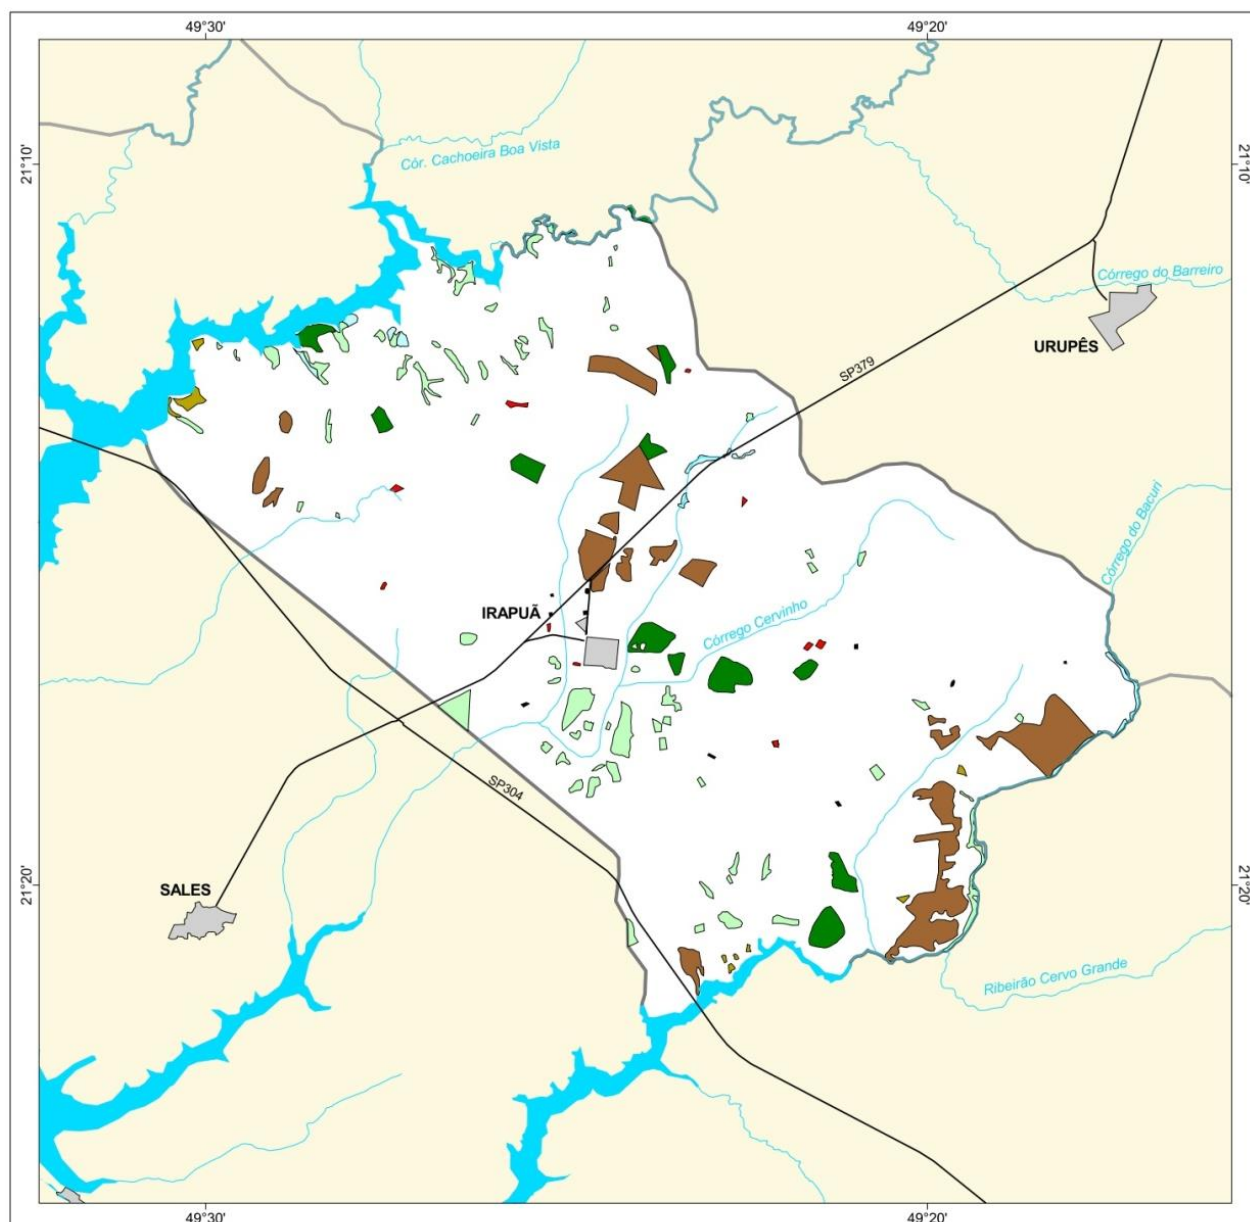 49°30'
49°20'
21°10'
21°10'
Cór. Cachoeira Boa Vista
Córrego do Barreiro
URUPÊS
SP379
Córrego do Bacuri
IRAPUÃ
Córrego Cervinho
SP304
SALES
21°20'
21°20'
Ribeirão Cervo Grande
49°30'
49°20'